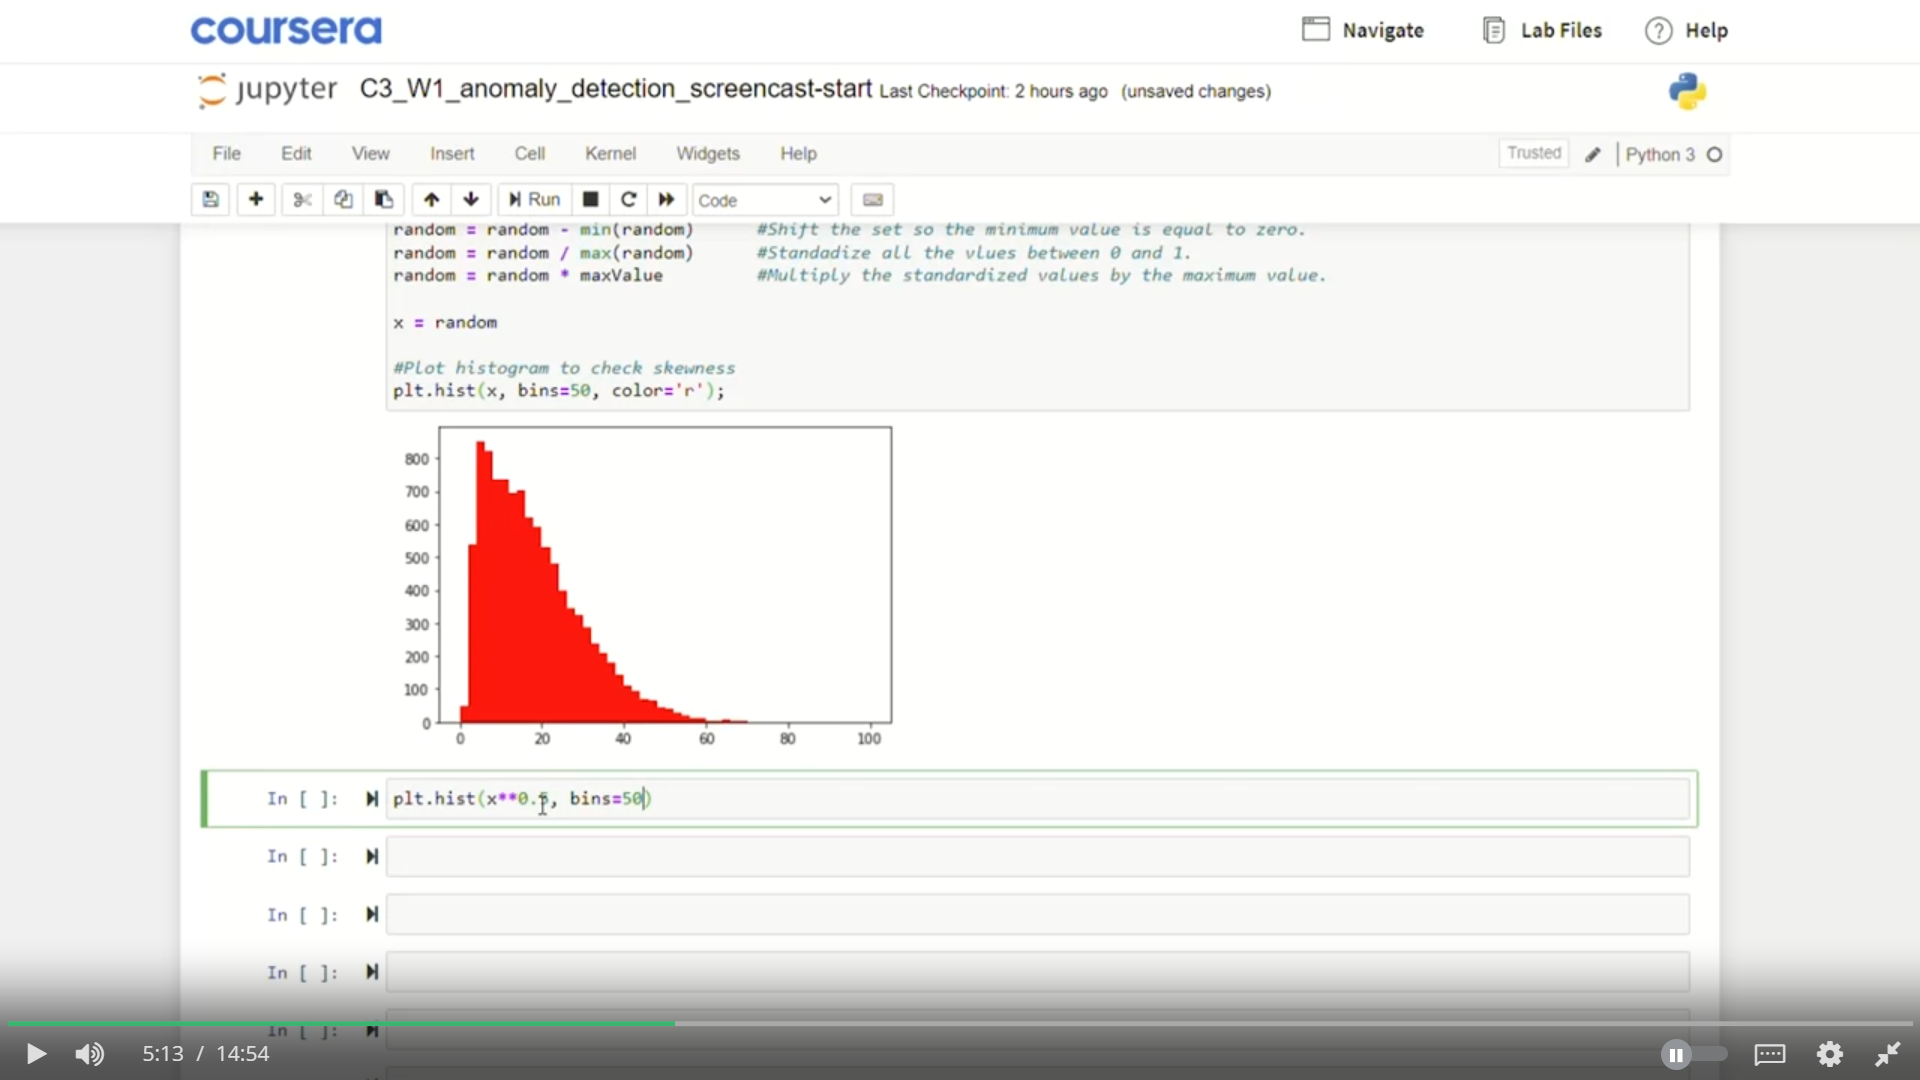 coursera
Navigate
Lab Files
Help
jupyter
C3_W1_anomaly_detection_screencast-start Last Checkpoint: 2 hours ago (unsaved changes)
File Edit View Insert Cell Kernel Widgets Help
Trusted
Python 3
Run
Code
random = random - min(random) #Shift the set so the minimum value is equal to zero.
random = random / max(random) #Standadize all the vlues between 0 and 1.
random = random * maxValue #Multiply the standardized values by the maximum value.
x = random
#Plot histogram to check skewness
plt.hist(x, bins=50, color='r');
800
700
600
500
400
300
200
100
0
0 20 40 60 80 100
In [ ]: plt.hist(x**0.5, bins=50)
In [ ]:
In [ ]:
In [ ]:
In [ ]:
5:13 / 14:54